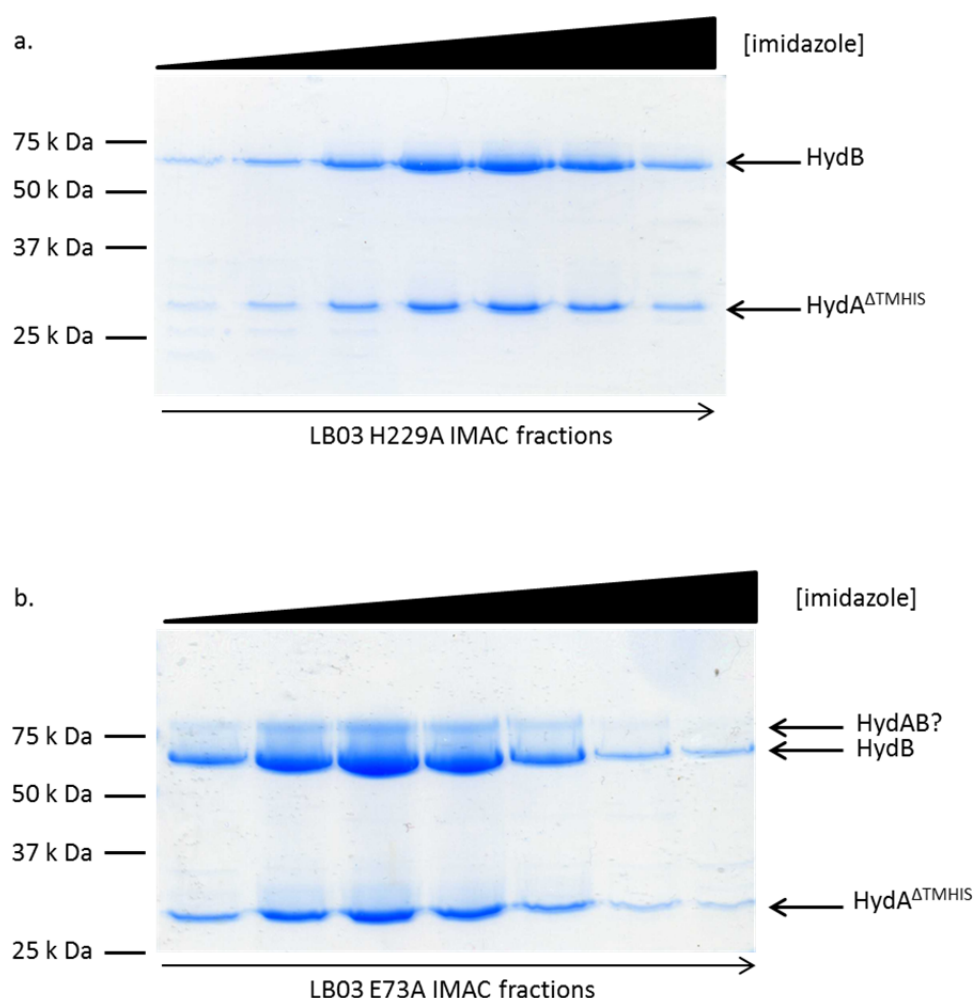 a.
[imidazole]
75 k Da
HydB
50 k Da
37 k Da
HydA^ΔTMHIS
25 k Da
LB03 H229A IMAC fractions
b.
[imidazole]
HydAB?
75 k Da
HydB
50 k Da
37 k Da
HydA^ΔTMHIS
25 k Da
LB03 E73A IMAC fractions